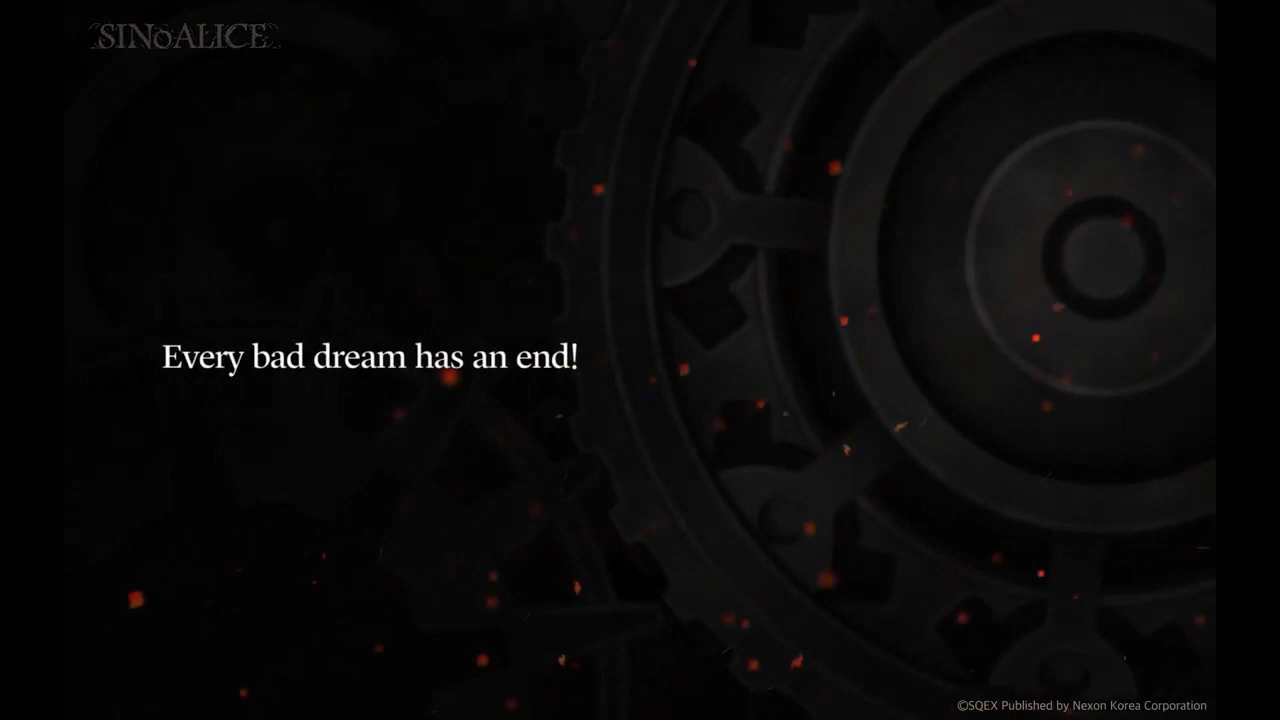 SINoALICE
Every bad dream has an end!
©SQEX Published by Nexon Korea Corporation